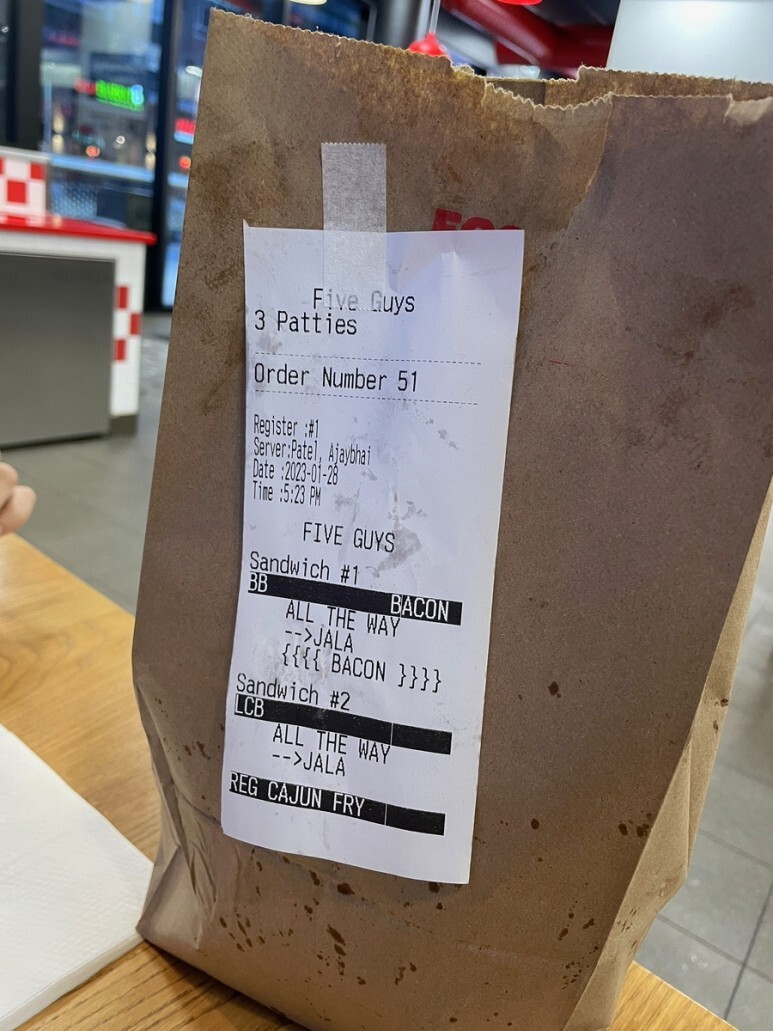 Five Guys
3 Patties
Order Number 51
Register :#1
Server:Patel, Ajaybhai
Date :2023-01-28
Time :5:23 PM
FIVE GUYS
Sandwich #1
BB BACON
ALL THE WAY
-->JALA
{{{{ BACON }}}}
Sandwich #2
LCB
ALL THE WAY
-->JALA
REG CAJUN FRY